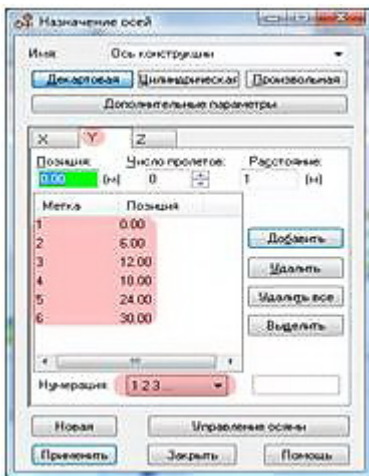 Назначение осей
Имя: Ось конструкции
Декартовая Цилиндрическая Произвольная
Дополнительные параметры
X Y Z
Позиция: Число пролетов: Расстояние:
0.00 (м) 0 1 (м)
Метка Позиция
1 0.00
2 6.00
3 12.00
4 18.00
5 24.00
6 30.00
Добавить
Удалить
Удалить все
Выделить
Нумерация: 1 2 3 ...
Новая Управление осями
Применить Закрыть Помощь